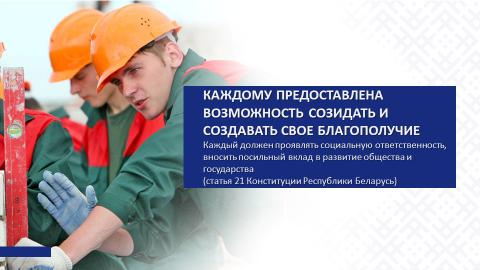 КАЖДОМУ ПРЕДОСТАВЛЕНА
ВОЗМОЖНОСТЬ СОЗИДАТЬ И
СОЗДАВАТЬ СВОЕ БЛАГОПОЛУЧИЕ
Каждый должен проявлять социальную ответственность,
вносить посильный вклад в развитие общества и
государства
(статья 21 Конституции Республики Беларусь)